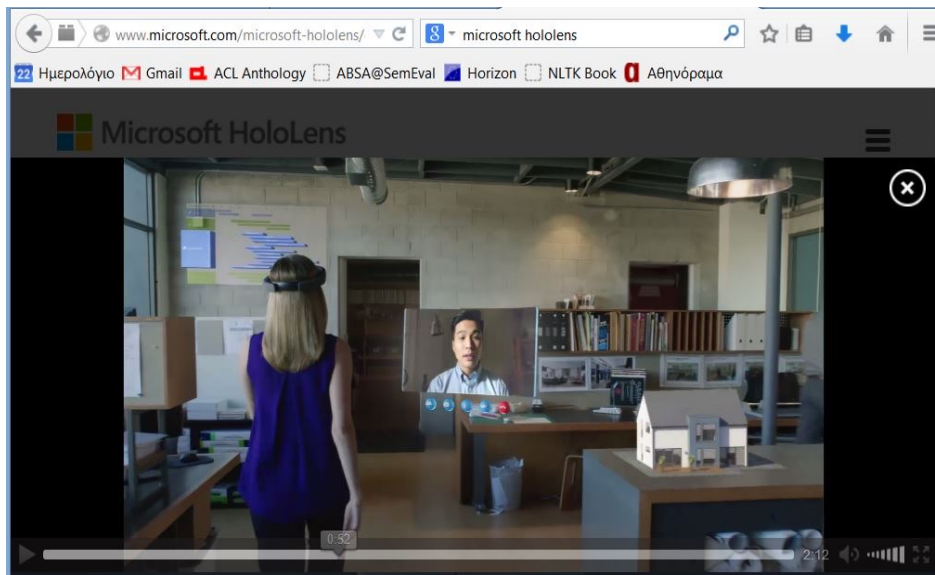 www.microsoft.com/microsoft-hololens/ 8 microsoft hololens
22 Ημερολόγιο Gmail ACL Anthology ABSA@SemEval Horizon NLTK Book α Αθηνόραμα
Microsoft HoloLens
0:52
2:12